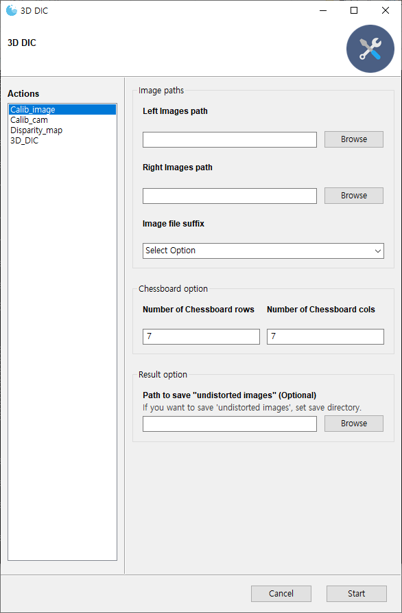 3D DIC
3D DIC
Actions
Calib_image
Calib_cam
Disparity_map
3D_DIC
Image paths
Left Images path
Browse
Right Images path
Browse
Image file suffix
Select Option
Chessboard option
Number of Chessboard rows Number of Chessboard cols
7 7
Result option
Path to save "undistorted images" (Optional)
If you want to save 'undistorted images', set save directory.
Browse
Cancel Start